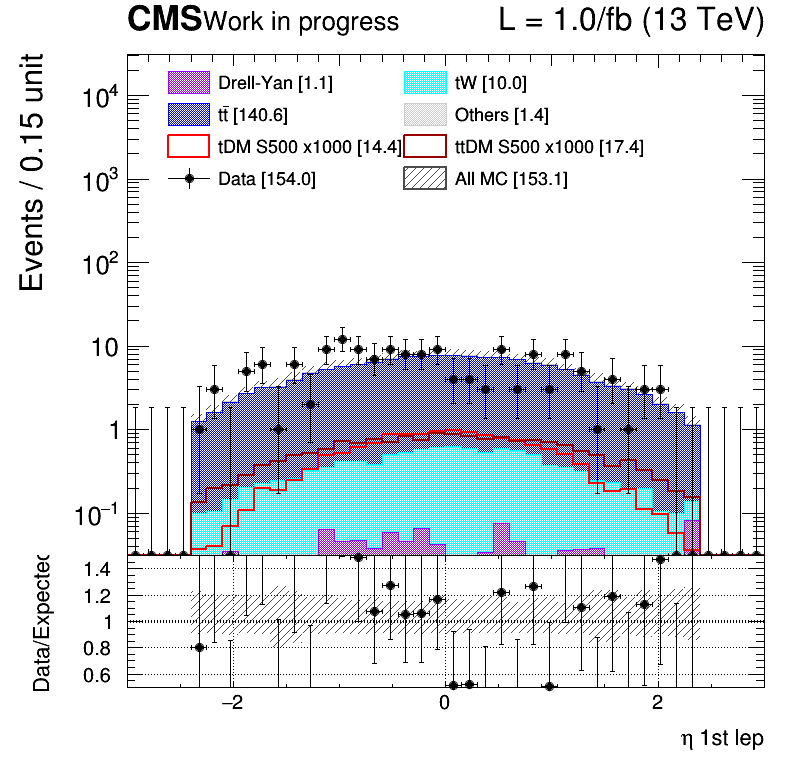 CMS Work in progress L = 1.0/fb (13 TeV)
Events / 0.15 unit
Drell-Yan [1.1] tW [10.0]
tt̄ [140.6] Others [1.4]
tDM S500 x1000 [14.4] ttDM S500 x1000 [17.4]
Data [154.0] All MC [153.1]
10⁴
10³
10²
10
1
10⁻¹
Data/Expected
1.4
1.2
1
0.8
0.6
−2 0 2
η 1st lep